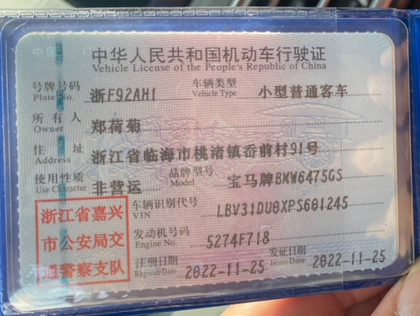 中华人民共和国机动车行驶证
Vehicle License of the People's Republic of China
号牌号码 浙F92AH1 车辆类型 小型普通客车
Plate No. Vehicle Type
所有人 郑荷菊
Owner
住址 浙江省临海市桃渚镇岙前村91号
Address
使用性质 非营运 品牌型号 宝马牌BMW6475GS
Use Character Model
浙江省嘉兴
市公安局交
通警察支队
车辆识别代号 LBV31DU0XPS681245
VIN
发动机号码 5274F718
Engine No.
注册日期 2022-11-25 发证日期 2022-11-25
Register Date Issue Date